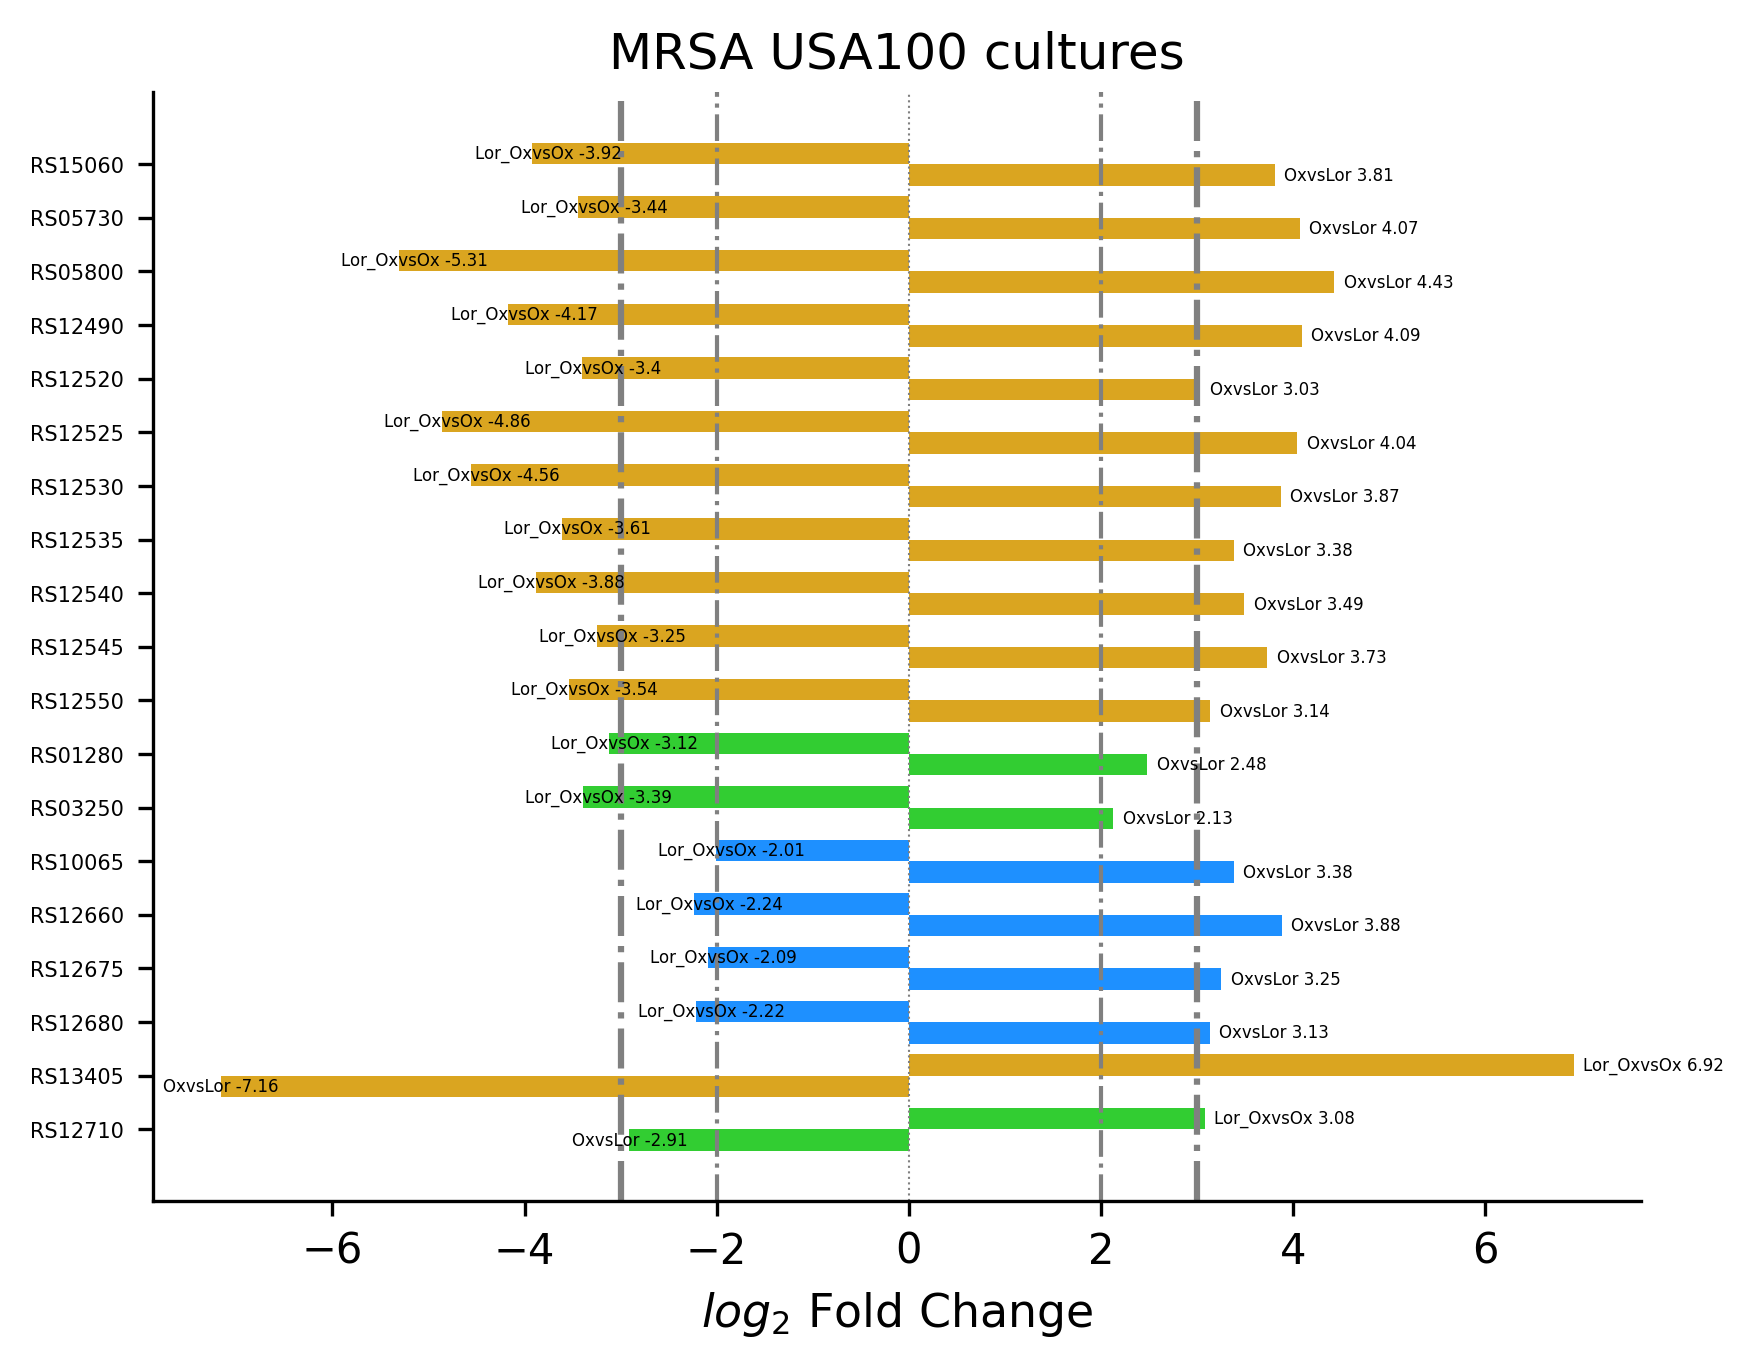 MRSA USA100 cultures
RS15060
Lor_OxvsOx -3.92
OxvsLor 3.81
RS05730
Lor_OxvsOx -3.44
OxvsLor 4.07
RS05800
Lor_OxvsOx -5.31
OxvsLor 4.43
RS12490
Lor_OxvsOx -4.17
OxvsLor 4.09
RS12520
Lor_OxvsOx -3.4
OxvsLor 3.03
RS12525
Lor_OxvsOx -4.86
OxvsLor 4.04
RS12530
Lor_OxvsOx -4.56
OxvsLor 3.87
RS12535
Lor_OxvsOx -3.61
OxvsLor 3.38
RS12540
Lor_OxvsOx -3.88
OxvsLor 3.49
RS12545
Lor_OxvsOx -3.25
OxvsLor 3.73
RS12550
Lor_OxvsOx -3.54
OxvsLor 3.14
RS01280
Lor_OxvsOx -3.12
OxvsLor 2.48
RS03250
Lor_OxvsOx -3.39
OxvsLor 2.13
RS10065
Lor_OxvsOx -2.01
OxvsLor 3.38
RS12660
Lor_OxvsOx -2.24
OxvsLor 3.88
RS12675
Lor_OxvsOx -2.09
OxvsLor 3.25
RS12680
Lor_OxvsOx -2.22
OxvsLor 3.13
RS13405
Lor_OxvsOx 6.92
OxvsLor -7.16
RS12710
Lor_OxvsOx 3.08
OxvsLor -2.91
−6 −4 −2 0 2 4 6
log₂ Fold Change